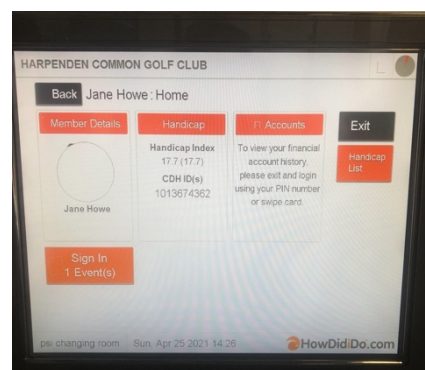 HARPENDEN COMMON GOLF CLUB
Back Jane Howe : Home
Member Details
Jane Howe
Handicap
Handicap Index
17.7 (17.7)
CDH ID(s)
1013674362
Accounts
To view your financial
account history,
please exit and login
using your PIN number
or swipe card.
Exit
Handicap
List
Sign In
1 Event(s)
psi changing room Sun. Apr 25 2021 14:26
HowDidiDo.com